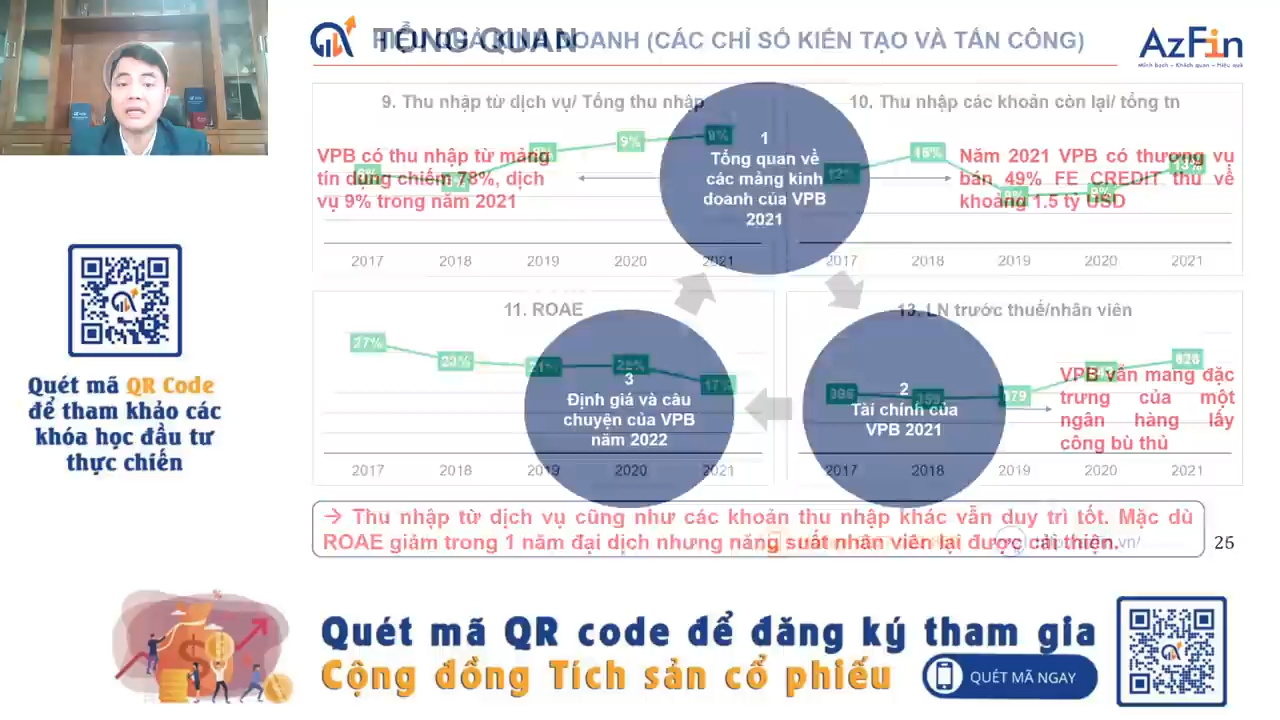 TỔNG QUAN
HIỆU QUẢ KINH DOANH (CÁC CHỈ SỐ KIẾN TẠO VÀ TẤN CÔNG)
AzFin
Minh bạch - Khách quan - Hiệu quả
9. Thu nhập từ dịch vụ/ Tổng thu nhập
9%
9%
VPB có thu nhập từ mảng
tín dụng chiếm 78%, dịch
vụ 9% trong năm 2021
2017 2018 2019 2020 2021
1
Tổng quan về
các mảng kinh
doanh của VPB
2021
10. Thu nhập các khoản còn lại/ tổng tn
12%
Năm 2021 VPB có thương vụ
bán 49% FE CREDIT thu về
khoảng 1.5 tỷ USD
2017 2018 2019 2020 2021
11. ROAE
27%
21%
17%
2017 2018 2019 2020 2021
3
Định giá và câu
chuyện của VPB
năm 2022
13. LN trước thuế/nhân viên
2
Tài chính của
VPB 2021
VPB vẫn mang đặc
trưng của một
ngân hàng lấy
công bù thủ
2017 2018 2019 2020 2021
→ Thu nhập từ dịch vụ cũng như các khoản thu nhập khác vẫn duy trì tốt. Mặc dù
ROAE giảm trong 1 năm đại dịch nhưng năng suất nhân viên lại được cải thiện.
26
Quét mã QR Code
để tham khảo các
khóa học đầu tư
thực chiến
Quét mã QR code để đăng ký tham gia
Cộng đồng Tích sản cổ phiếu
QUÉT MÃ NGAY